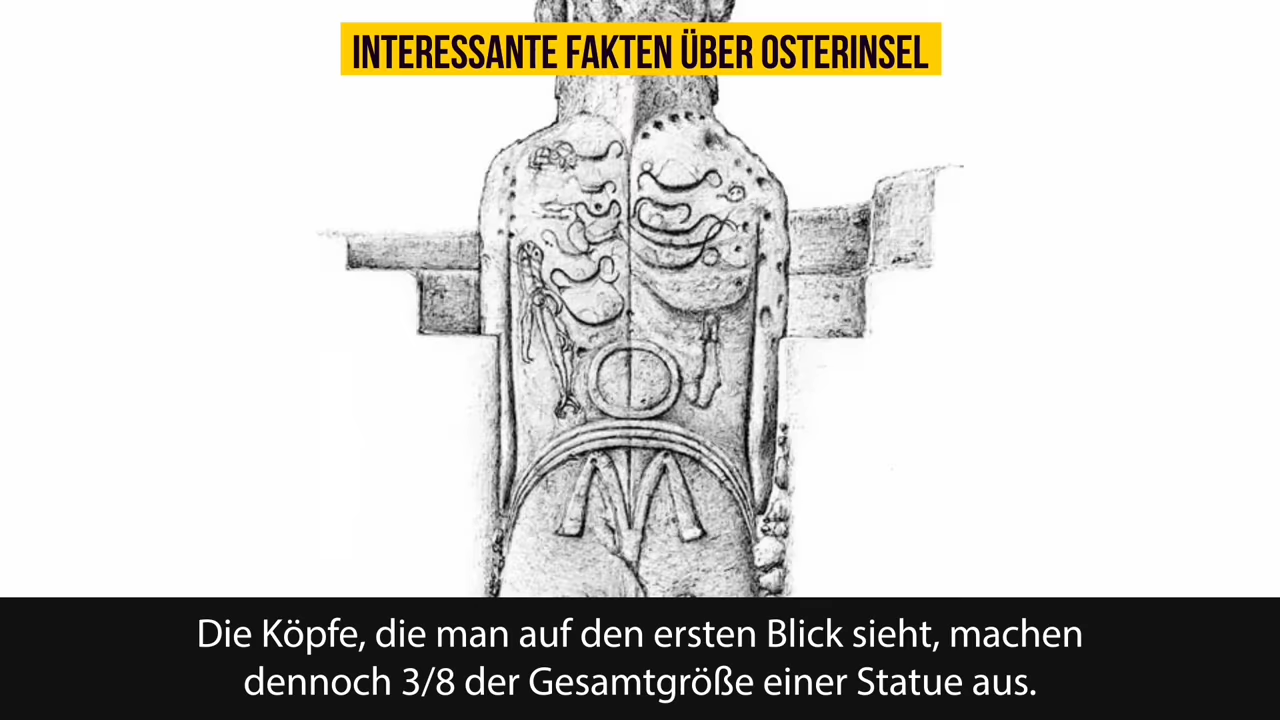 INTERESSANTE FAKTEN ÜBER OSTERINSEL
Die Köpfe, die man auf den ersten Blick sieht, machen
dennoch 3/8 der Gesamtgröße einer Statue aus.